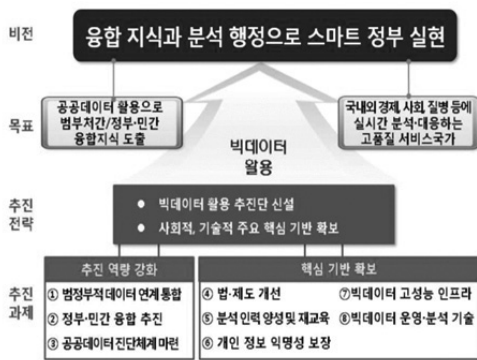 비전
융합 지식과 분석 행정으로 스마트 정부 실현
목표
공공데이터 활용으로
범부처간/정부·민간
융합지식 도출
국내외 경제, 사회, 질병 등에
실시간 분석·대응하는
고품질 서비스국가
빅데이터
활용
추진
전략
● 빅데이터 활용 추진단 신설
● 사회적, 기술적 주요 핵심 기반 확보
추진
과제
추진 역량 강화
① 범정부적 데이터 연계 통합
② 정부·민간 융합 추진
③ 공공데이터 진단체계 마련
핵심 기반 확보
④ 법·제도 개선
⑤ 분석 인력 양성 및 재교육
⑥ 개인 정보 익명성 보장
⑦ 빅데이터 고성능 인프라
⑧ 빅데이터 운영·분석 기술